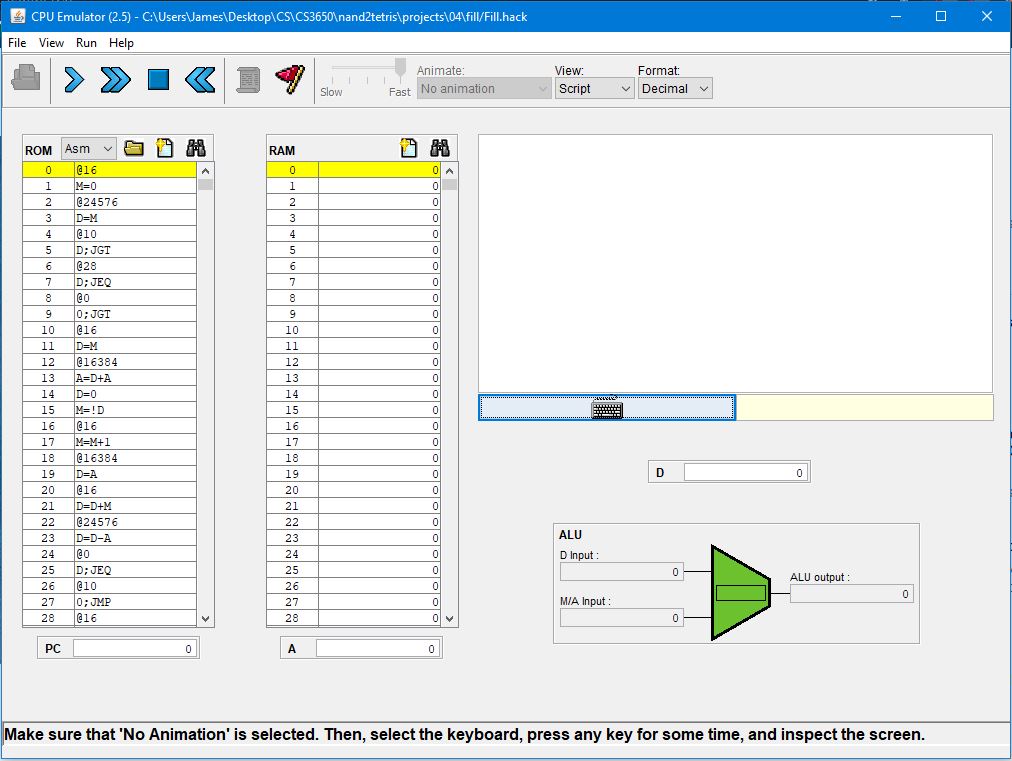 CPU Emulator (2.5) - C:\Users\James\Desktop\CS\CS3650\nand2tetris\projects\04\fill/Fill.hack
File View Run Help
Slow Fast
Animate:
No animation
View:
Script
Format:
Decimal
ROM Asm
0 @16
1 M=0
2 @24576
3 D=M
4 @10
5 D;JGT
6 @28
7 D;JEQ
8 @0
9 0;JGT
10 @16
11 D=M
12 @16384
13 A=D+A
14 D=0
15 M=!D
16 @16
17 M=M+1
18 @16384
19 D=A
20 @16
21 D=D+M
22 @24576
23 D=D-A
24 @0
25 D;JEQ
26 @10
27 0;JMP
28 @16
PC 0
RAM
0 0
1 0
2 0
3 0
4 0
5 0
6 0
7 0
8 0
9 0
10 0
11 0
12 0
13 0
14 0
15 0
16 0
17 0
18 0
19 0
20 0
21 0
22 0
23 0
24 0
25 0
26 0
27 0
28 0
A 0
D 0
ALU
D Input :
0
M/A Input :
0
ALU output :
0
Make sure that 'No Animation' is selected. Then, select the keyboard, press any key for some time, and inspect the screen.